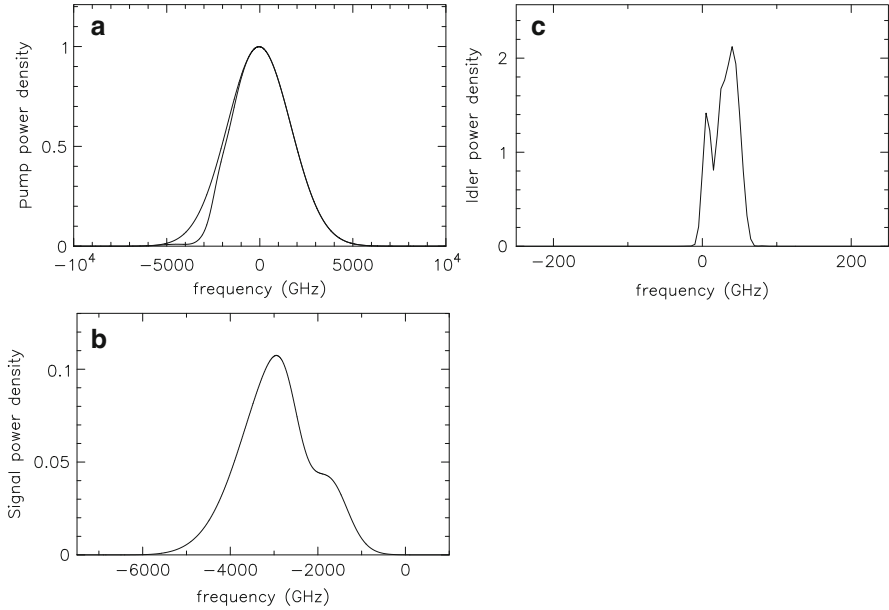 a
Pump power density
1
0.5
0
−10⁴ −5000 0 5000 10⁴
frequency (GHz)
c
Idler power density
2
1
0
−200 0 200
frequency (GHz)
b
Signal power density
0.1
0.05
0
−6000 −4000 −2000 0
frequency (GHz)